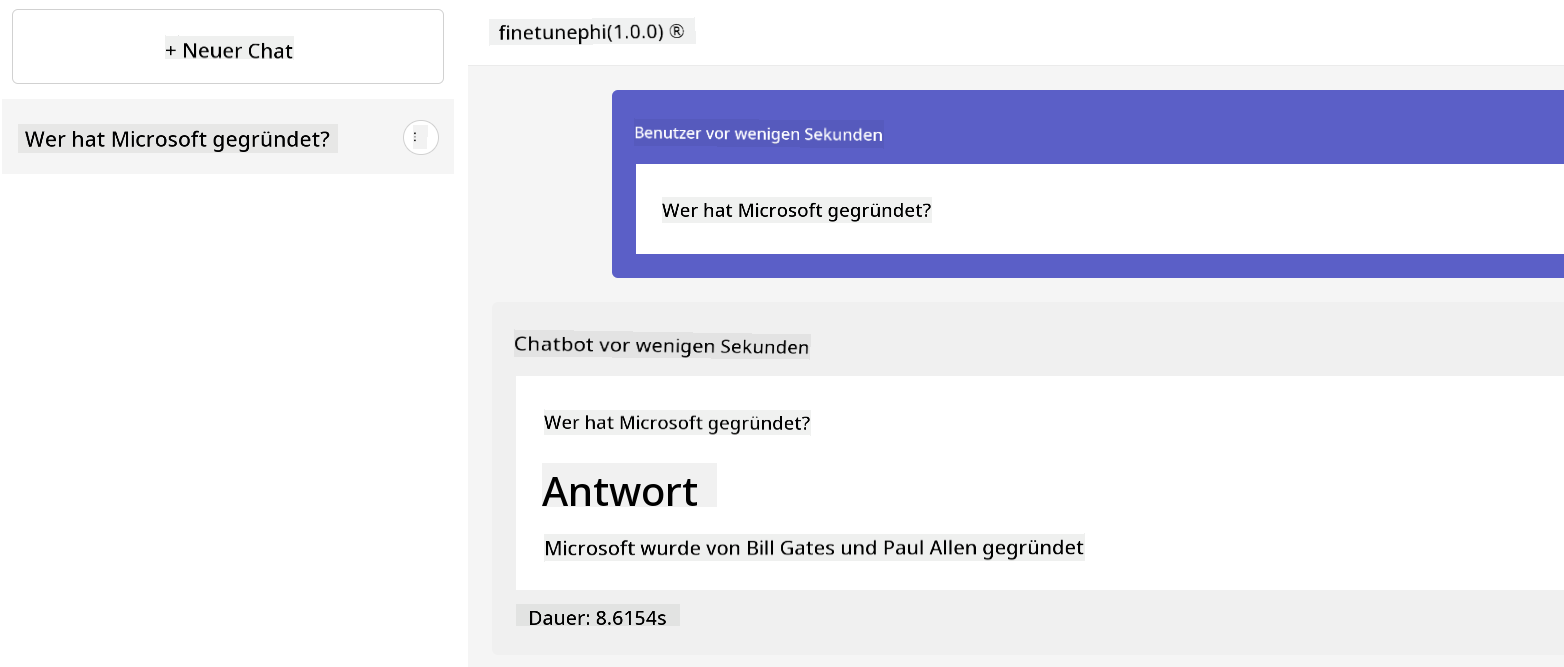 + Neuer Chat
Wer hat Microsoft gegründet?
finetunephi(1.0.0) ®
Benutzer vor wenigen Sekunden
Wer hat Microsoft gegründet?
Chatbot vor wenigen Sekunden
Wer hat Microsoft gegründet?
Antwort
Microsoft wurde von Bill Gates und Paul Allen gegründet
Dauer: 8.6154s